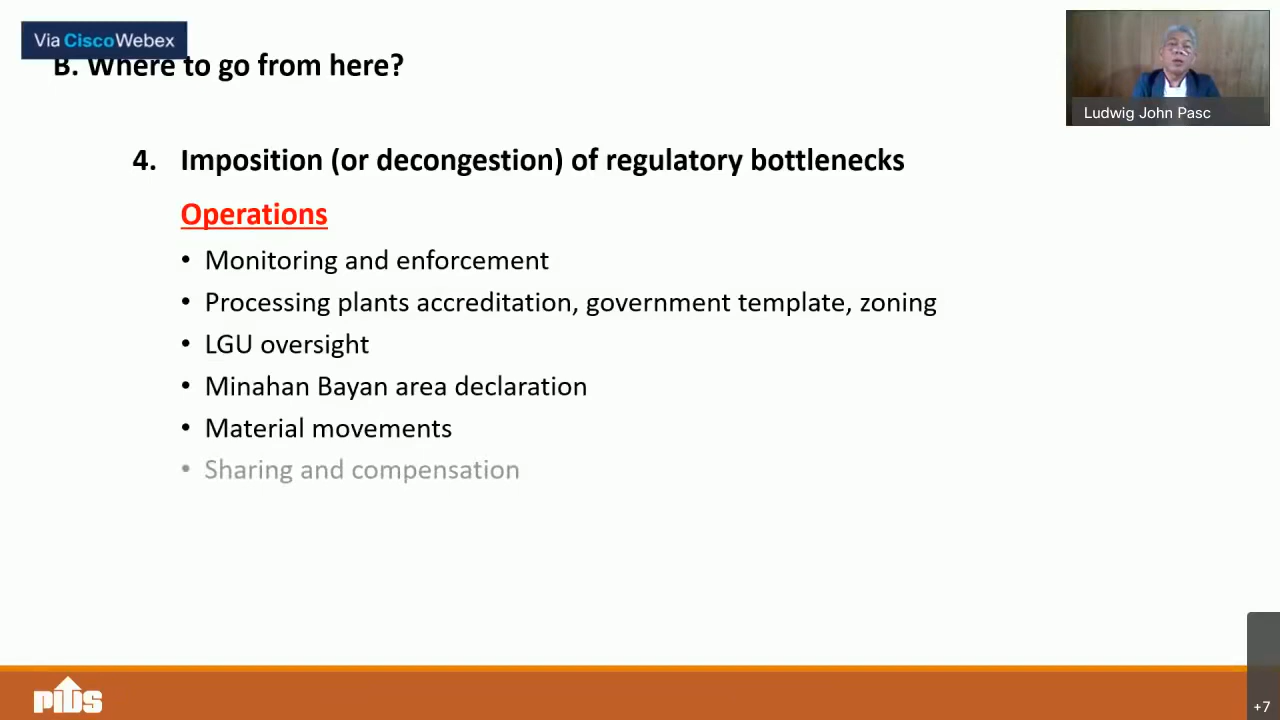 Via CiscoWebex
B. Where to go from here?
Ludwig John Pasc
4. Imposition (or decongestion) of regulatory bottlenecks
Operations
• Monitoring and enforcement
• Processing plants accreditation, government template, zoning
• LGU oversight
• Minahan Bayan area declaration
• Material movements
• Sharing and compensation
PIDS
+7